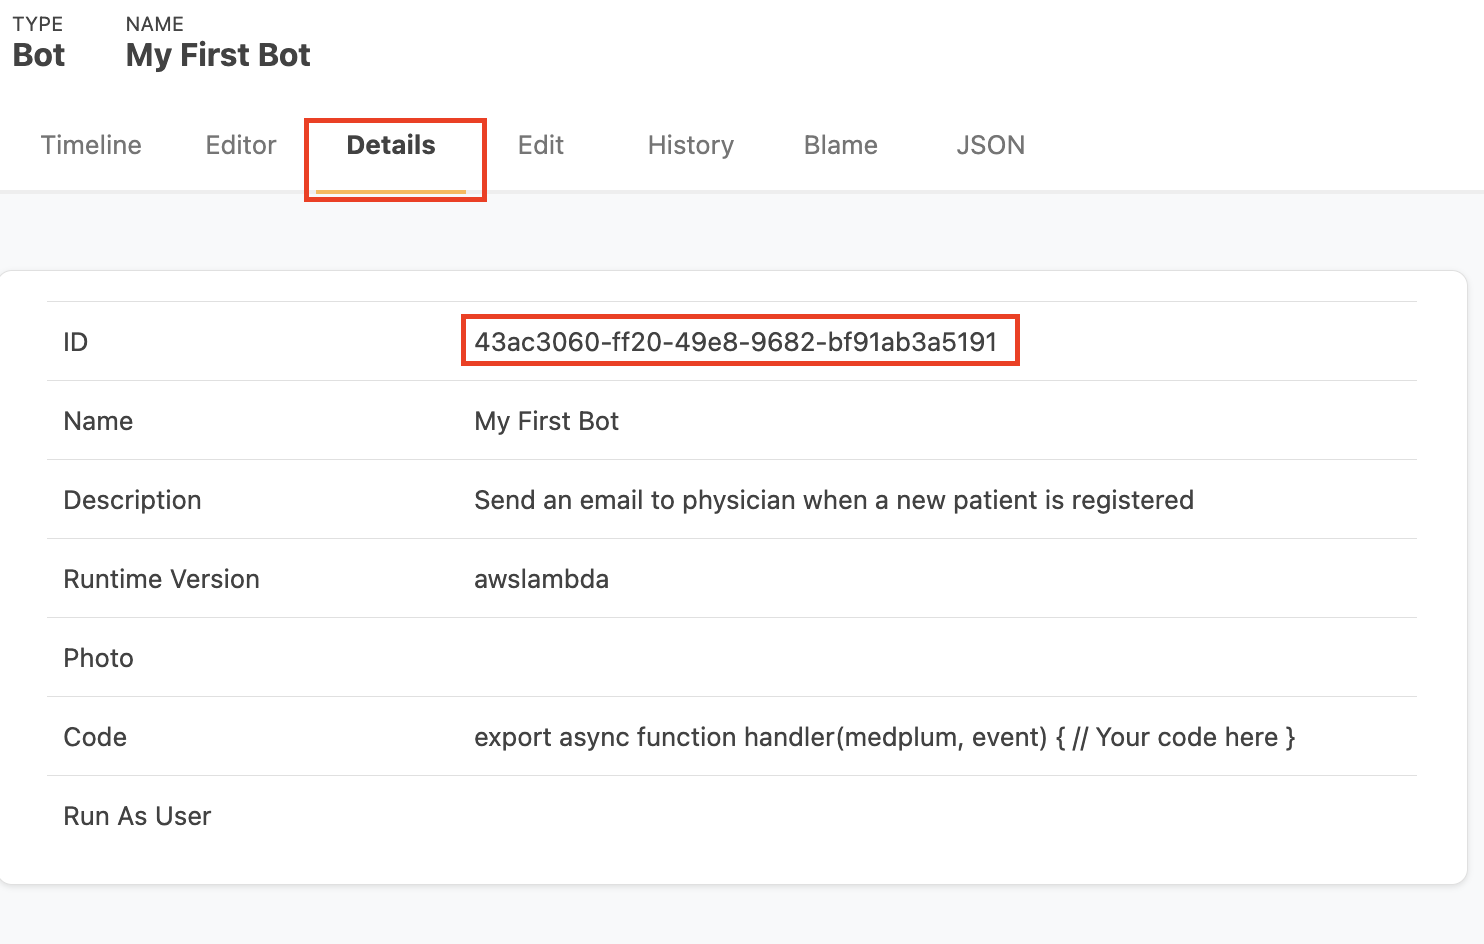 TYPE NAME
Bot My First Bot
Timeline Editor Details Edit History Blame JSON
ID 43ac3060-ff20-49e8-9682-bf91ab3a5191
Name My First Bot
Description Send an email to physician when a new patient is registered
Runtime Version awslambda
Photo
Code export async function handler(medplum, event) { // Your code here }
Run As User